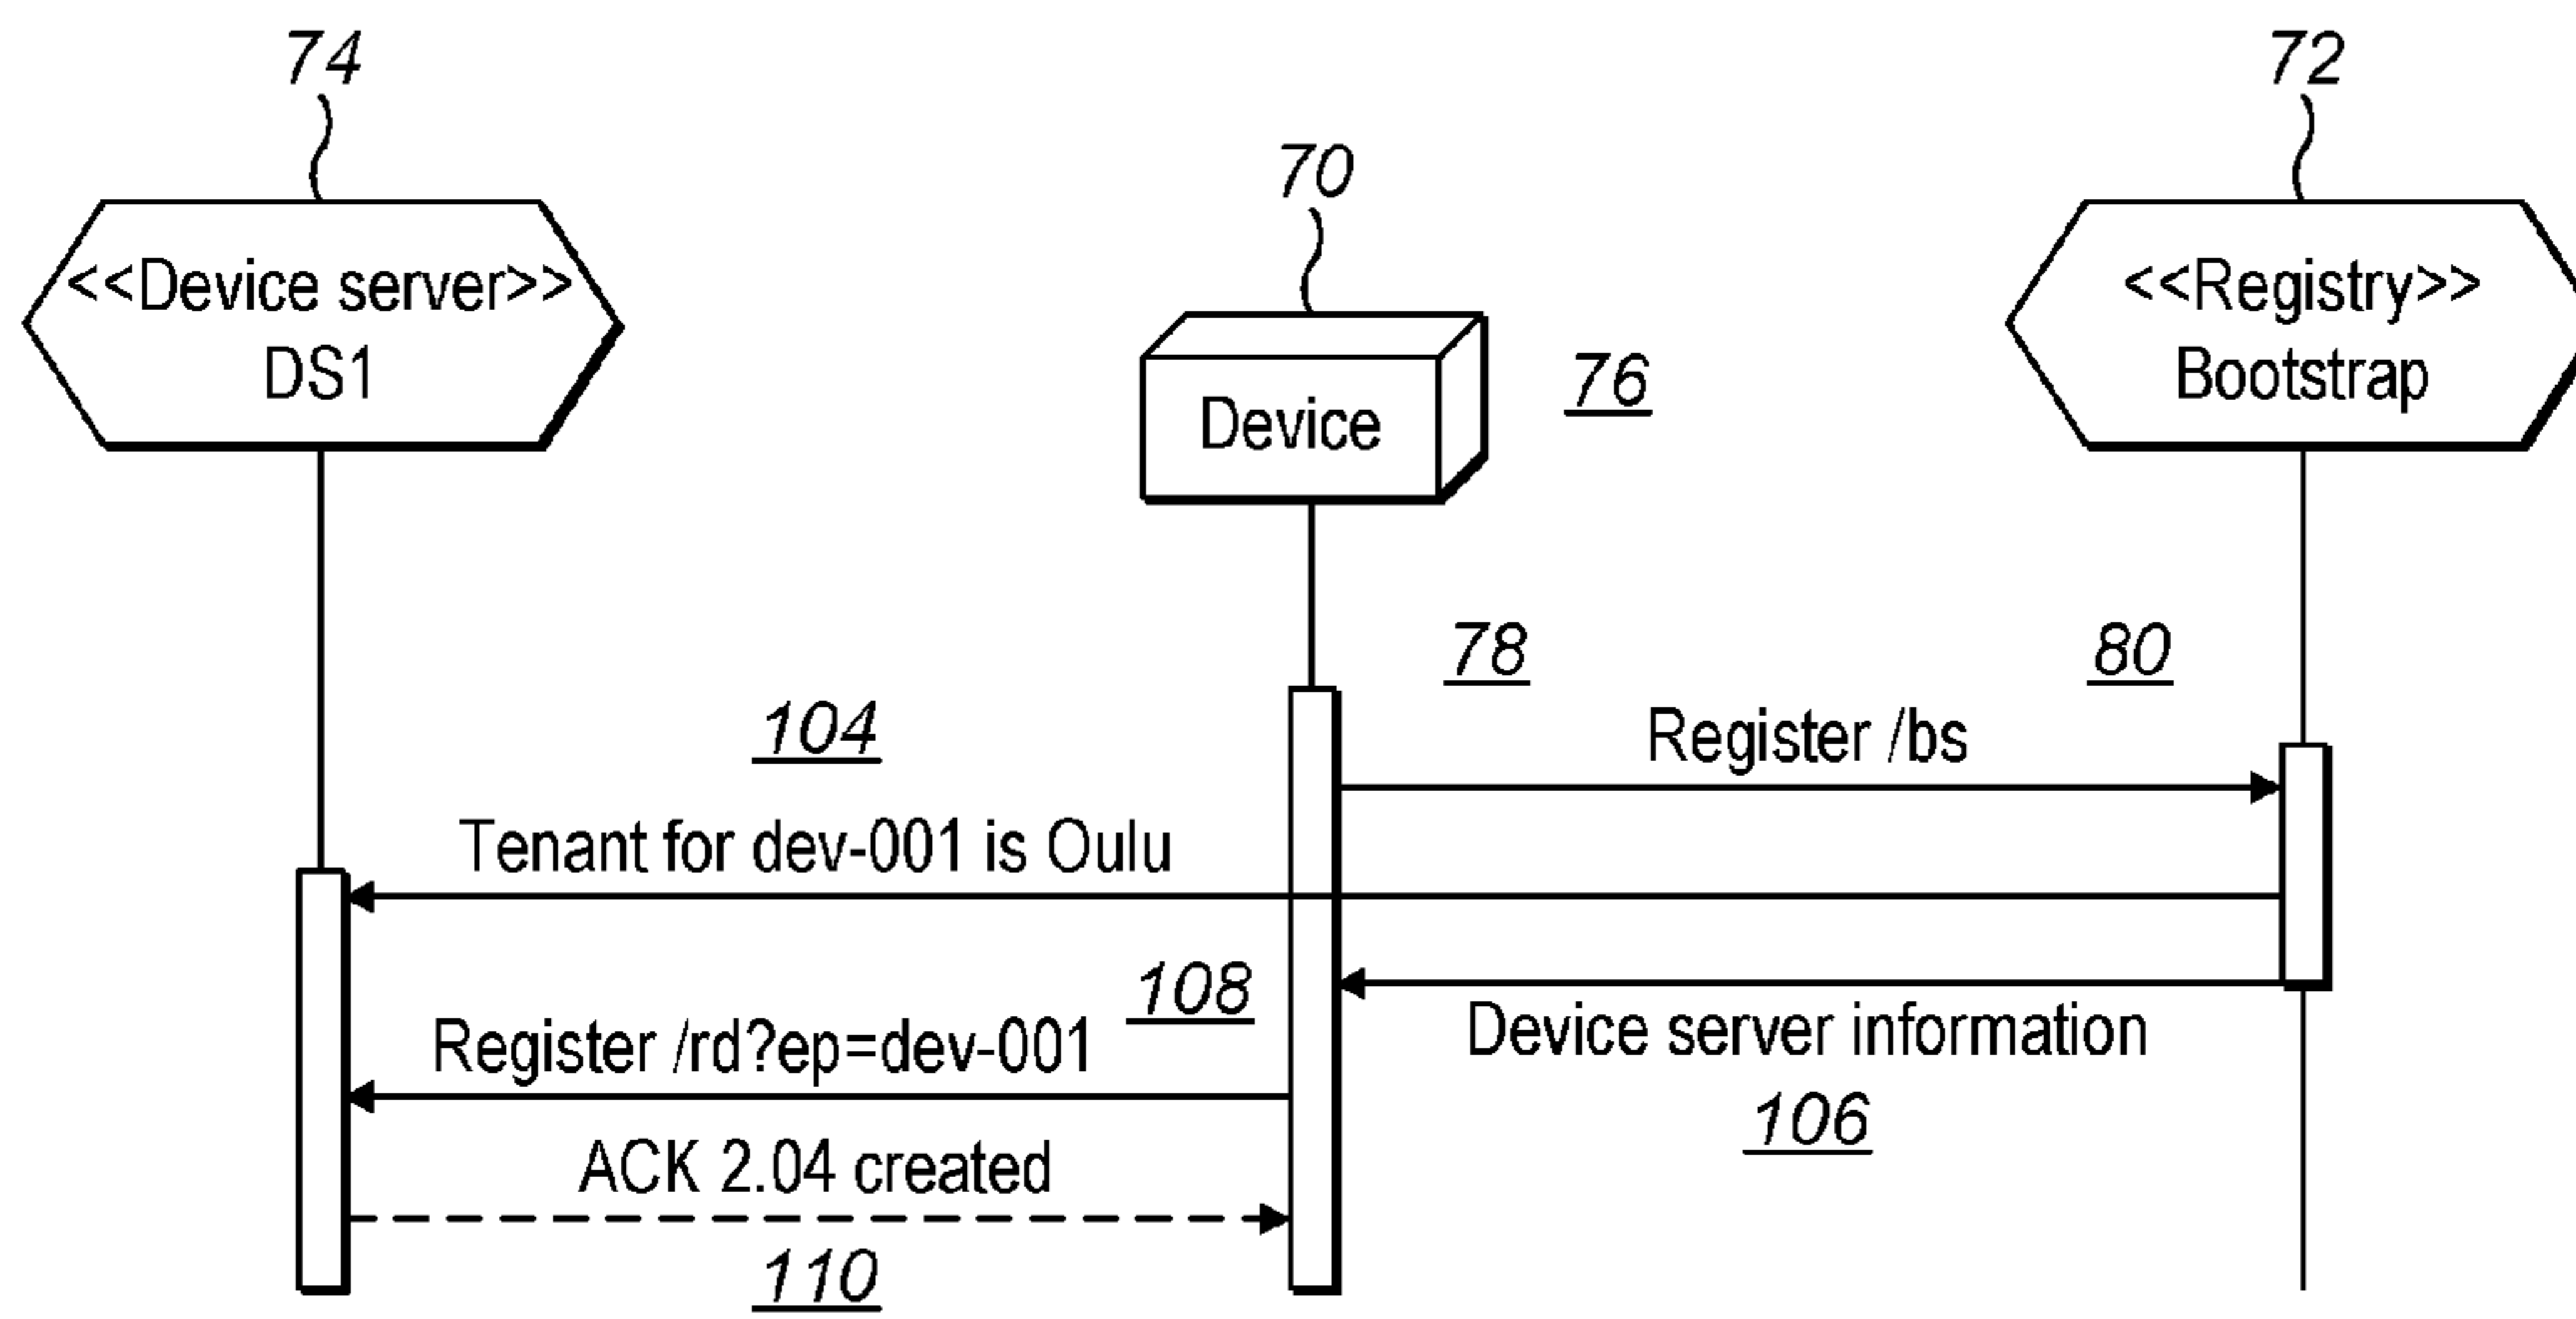 74
72
70
<<Device server>>
DS1
<<Registry>>
Bootstrap
Device
76
78
80
104
Register /bs
Tenant for dev-001 is Oulu
108
Device server information
Register /rd?ep=dev-001
106
ACK 2.04 created
110